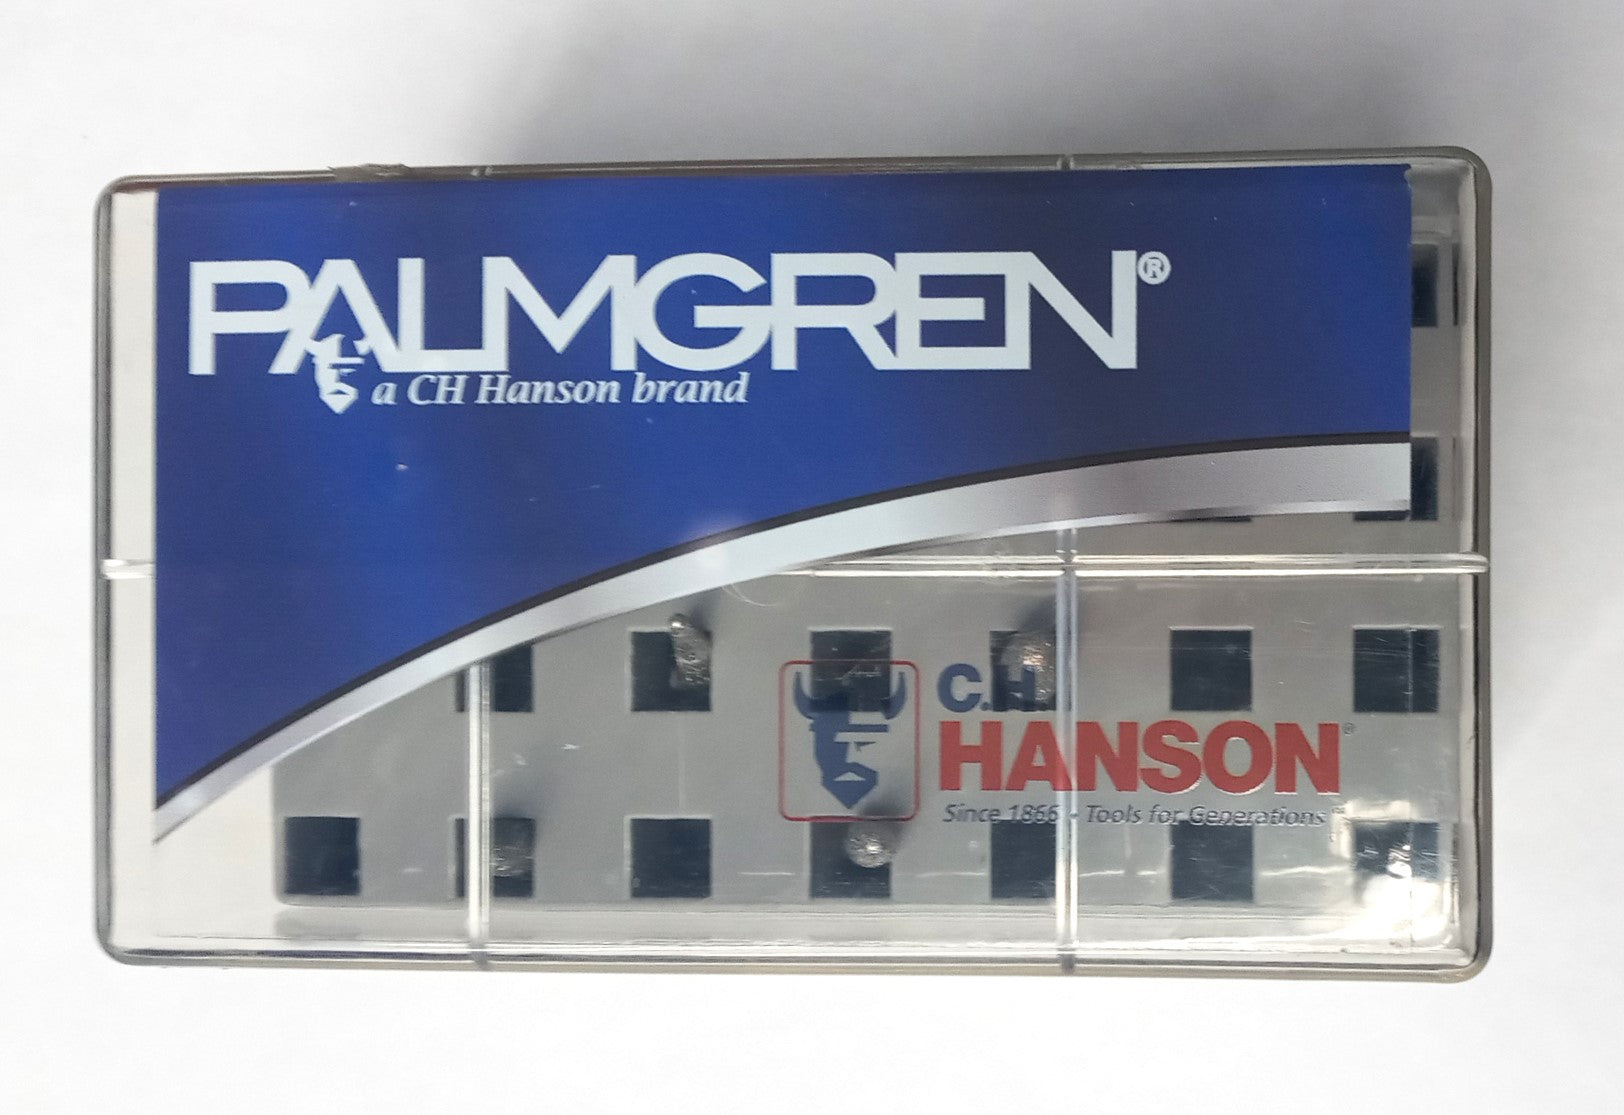 PALMGREN®
a CH Hanson brand
C.H.
HANSON®
Since 1866 • Tools for Generations™